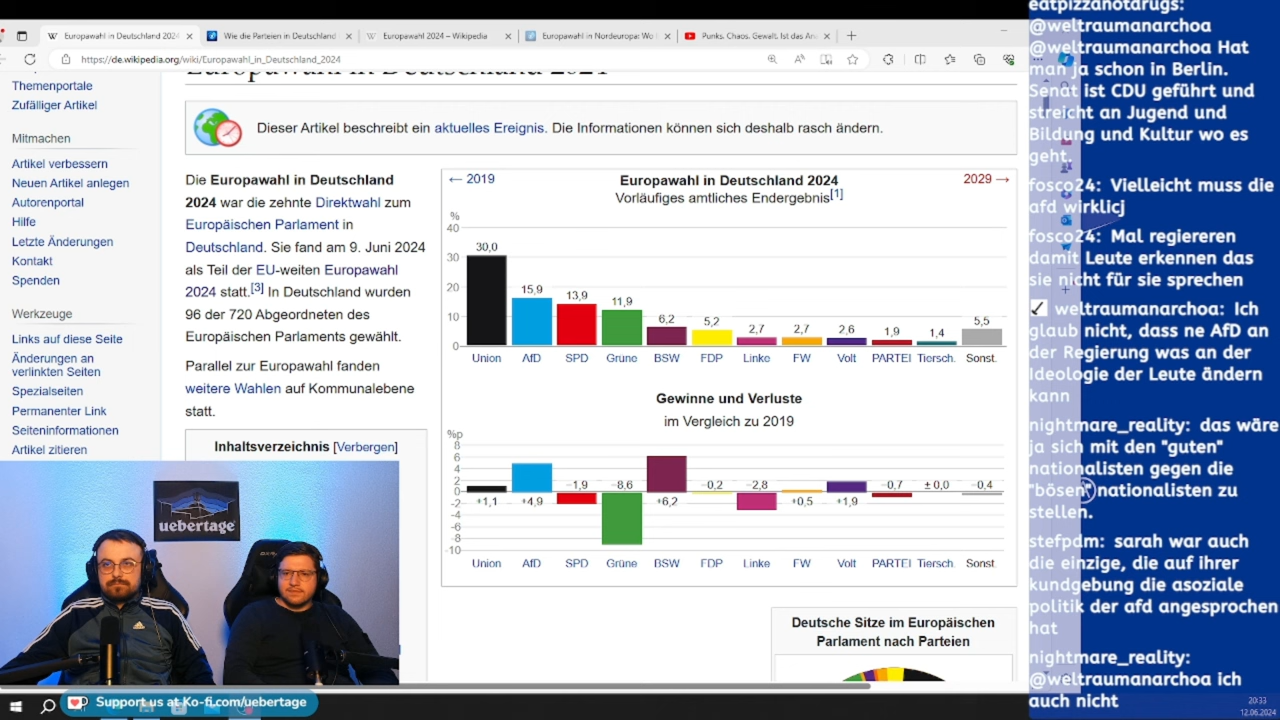 Europawahl in Deutschland 2024
Wie die Parteien in Deutschland
Europawahl 2024 – Wikipedia
Europawahl in Nordeuropa: Wo
Punks. Chaos. Gewalt. Ist das
https://de.wikipedia.org/wiki/Europawahl_in_Deutschland_2024
Europawahl in Deutschland 2024
Themenportale
Zufälliger Artikel
Mitmachen
Artikel verbessern
Neuen Artikel anlegen
Autorenportal
Hilfe
Letzte Änderungen
Kontakt
Spenden
Werkzeuge
Links auf diese Seite
Änderungen an
verlinkten Seiten
Spezialseiten
Permanenter Link
Seiteninformationen
Artikel zitieren
Dieser Artikel beschreibt ein aktuelles Ereignis. Die Informationen können sich deshalb rasch ändern.
Die Europawahl in Deutschland
2024 war die zehnte Direktwahl zum
Europäischen Parlament in
Deutschland. Sie fand am 9. Juni 2024
als Teil der EU-weiten Europawahl
2024 statt.[3] In Deutschland wurden
96 der 720 Abgeordneten des
Europäischen Parlaments gewählt.
Parallel zur Europawahl fanden
weitere Wahlen auf Kommunalebene
statt.
Inhaltsverzeichnis [Verbergen]
← 2019
Europawahl in Deutschland 2024
2029 →
Vorläufiges amtliches Endergebnis[1]
%
40
30
20
10
0
30,0
15,9
13,9
11,9
6,2
5,2
2,7
2,7
2,6
1,9
1,4
5,5
Union AfD SPD Grüne BSW FDP Linke FW Volt PARTEI Tiersch. Sonst.
Gewinne und Verluste
im Vergleich zu 2019
%p
8
6
4
2
0
-2
-4
-6
-8
-10
+1,1
+4,9
−1,9
−8,6
+6,2
−0,2
−2,8
+0,5
+1,9
−0,7
± 0,0
−0,4
Union AfD SPD Grüne BSW FDP Linke FW Volt PARTEI Tiersch. Sonst.
Deutsche Sitze im Europäischen
Parlament nach Parteien
uebertage
adidas
Support us at Ko-fi.com/uebertage
eatpizzanotdrugs:
@weltraumanarchoa
@weltraumanarchoa Hat
man ja schon in Berlin.
Senat ist CDU geführt und
streicht an Jugend und
Bildung und Kultur wo es
geht.
fosco24: Vielleicht muss die
afd wirklicj
fosco24: Mal regiereren
damit Leute erkennen das
sie nicht für sie sprechen
weltraumanarchoa: Ich
glaub nicht, dass ne AfD an
der Regierung was an der
Ideologie der Leute ändern
kann
nightmare_reality: das wäre
ja sich mit den "guten"
nationalisten gegen die
"bösen" nationalisten zu
stellen.
stefpdm: sarah war auch
die einzige, die auf ihrer
kundgebung die asoziale
politik der afd angesprochen
hat
nightmare_reality:
@weltraumanarchoa ich
auch nicht
20:33
12.06.2024